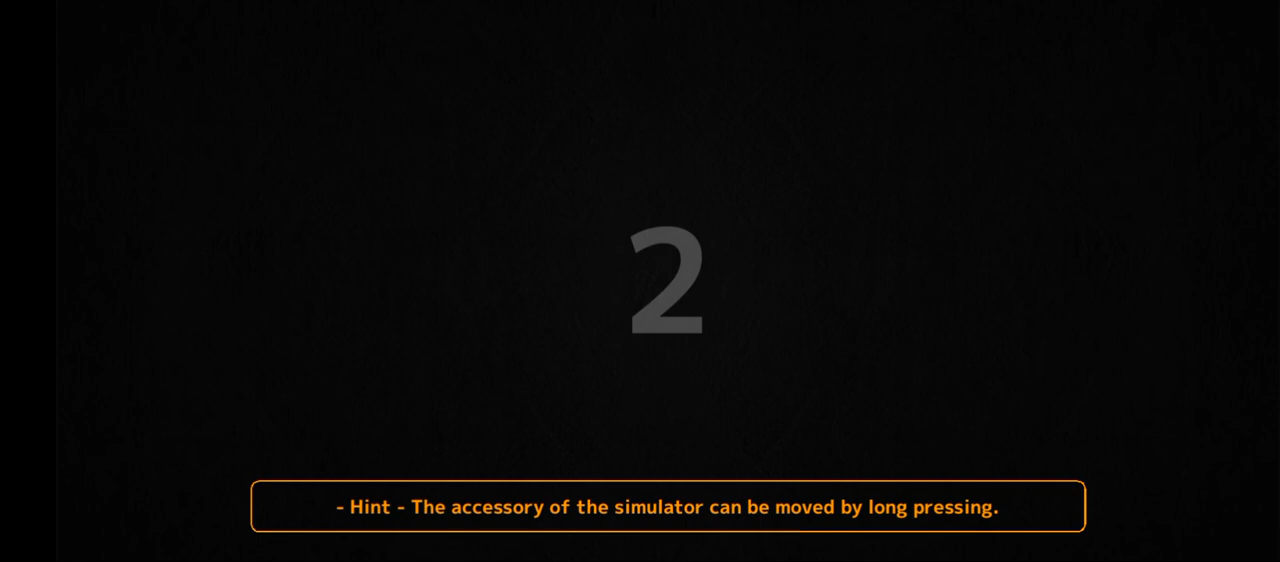 2
- Hint - The accessory of the simulator can be moved by long pressing.